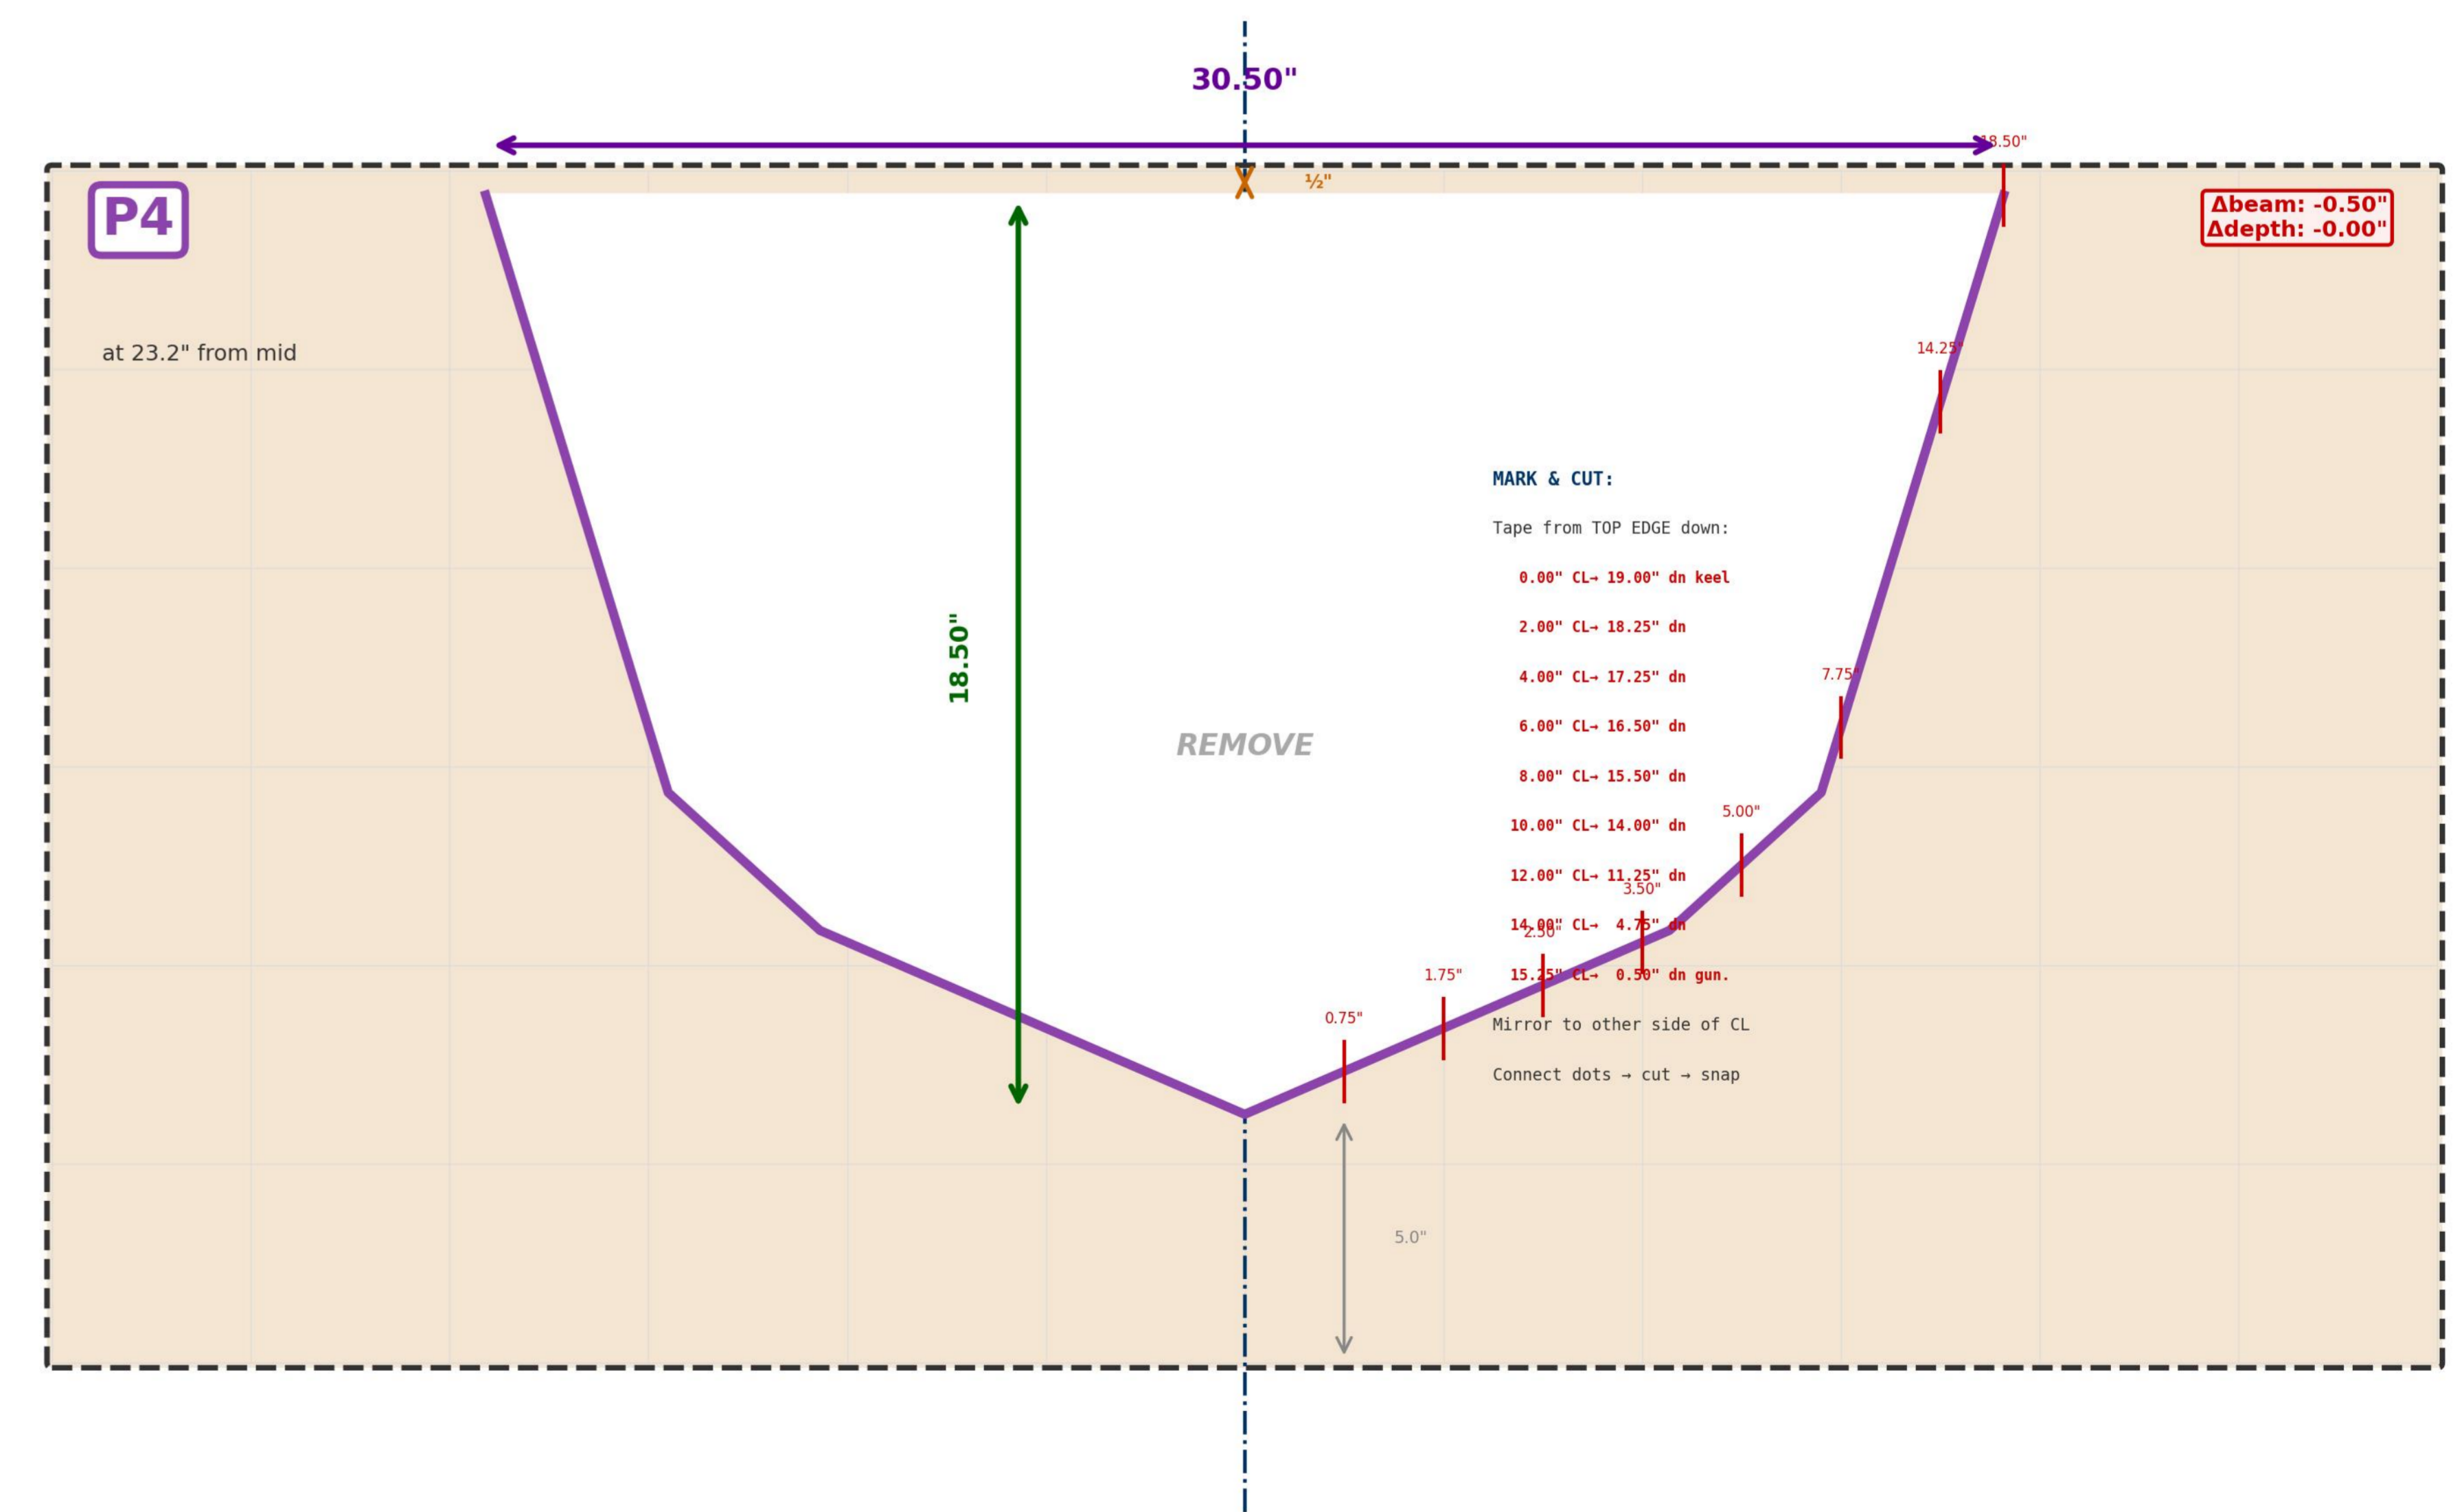 30.50"
18.50"
½"
P4
Δbeam: -0.50"
Δdepth: -0.00"
at 23.2" from mid
14.25"
MARK & CUT:
Tape from TOP EDGE down:
0.00" CL→ 19.00" dn keel
2.00" CL→ 18.25" dn
4.00" CL→ 17.25" dn
6.00" CL→ 16.50" dn
8.00" CL→ 15.50" dn
10.00" CL→ 14.00" dn
12.00" CL→ 11.25" dn
14.00" CL→ 4.75" dn
15.25" CL→ 0.50" dn gun.
Mirror to other side of CL
Connect dots → cut → snap
18.50"
7.75"
REMOVE
5.00"
3.50"
2.50"
1.75"
0.75"
5.0"